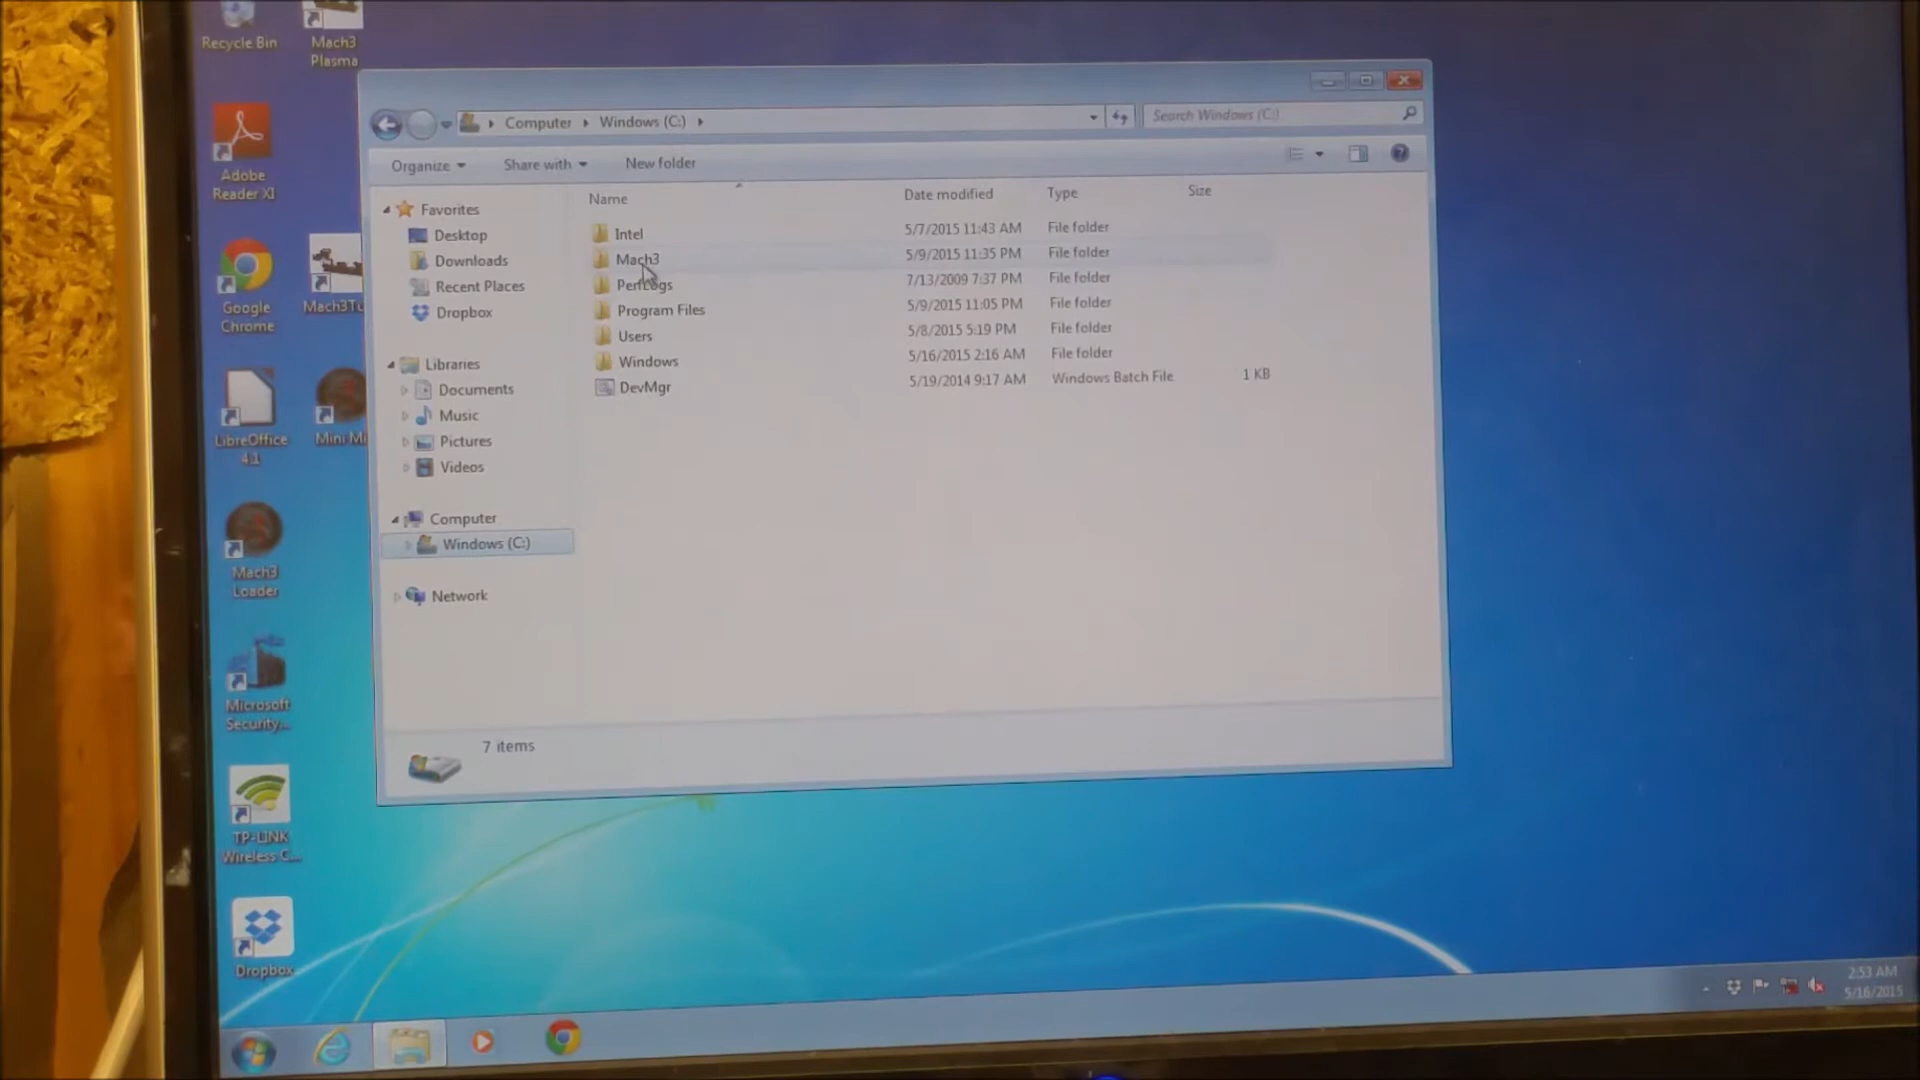 Recycle Bin
Mach3
Plasma
Computer
Windows (C:)
Search Windows (C:)
Organize
Share with
New folder
Name
Date modified
Type
Size
Favorites
Desktop
Downloads
Recent Places
Dropbox
Libraries
Documents
Music
Pictures
Videos
Computer
Windows (C:)
Network
Intel 5/7/2015 11:43 AM File folder
Mach3 5/9/2015 11:35 PM File folder
PerfLogs 7/13/2009 7:37 PM File folder
Program Files 5/9/2015 11:05 PM File folder
Users 5/8/2015 5:19 PM File folder
Windows 5/16/2015 2:16 AM File folder
DevMgr 5/19/2014 9:17 AM Windows Batch File 1 KB
7 items
Adobe
Reader XI
Google
Chrome
Mach3Tu
LibreOffice
4.1
Mini Mi
Mach3
Loader
Microsoft
Security...
TP-LINK
Wireless C...
Dropbox
2:53 AM
5/16/2015